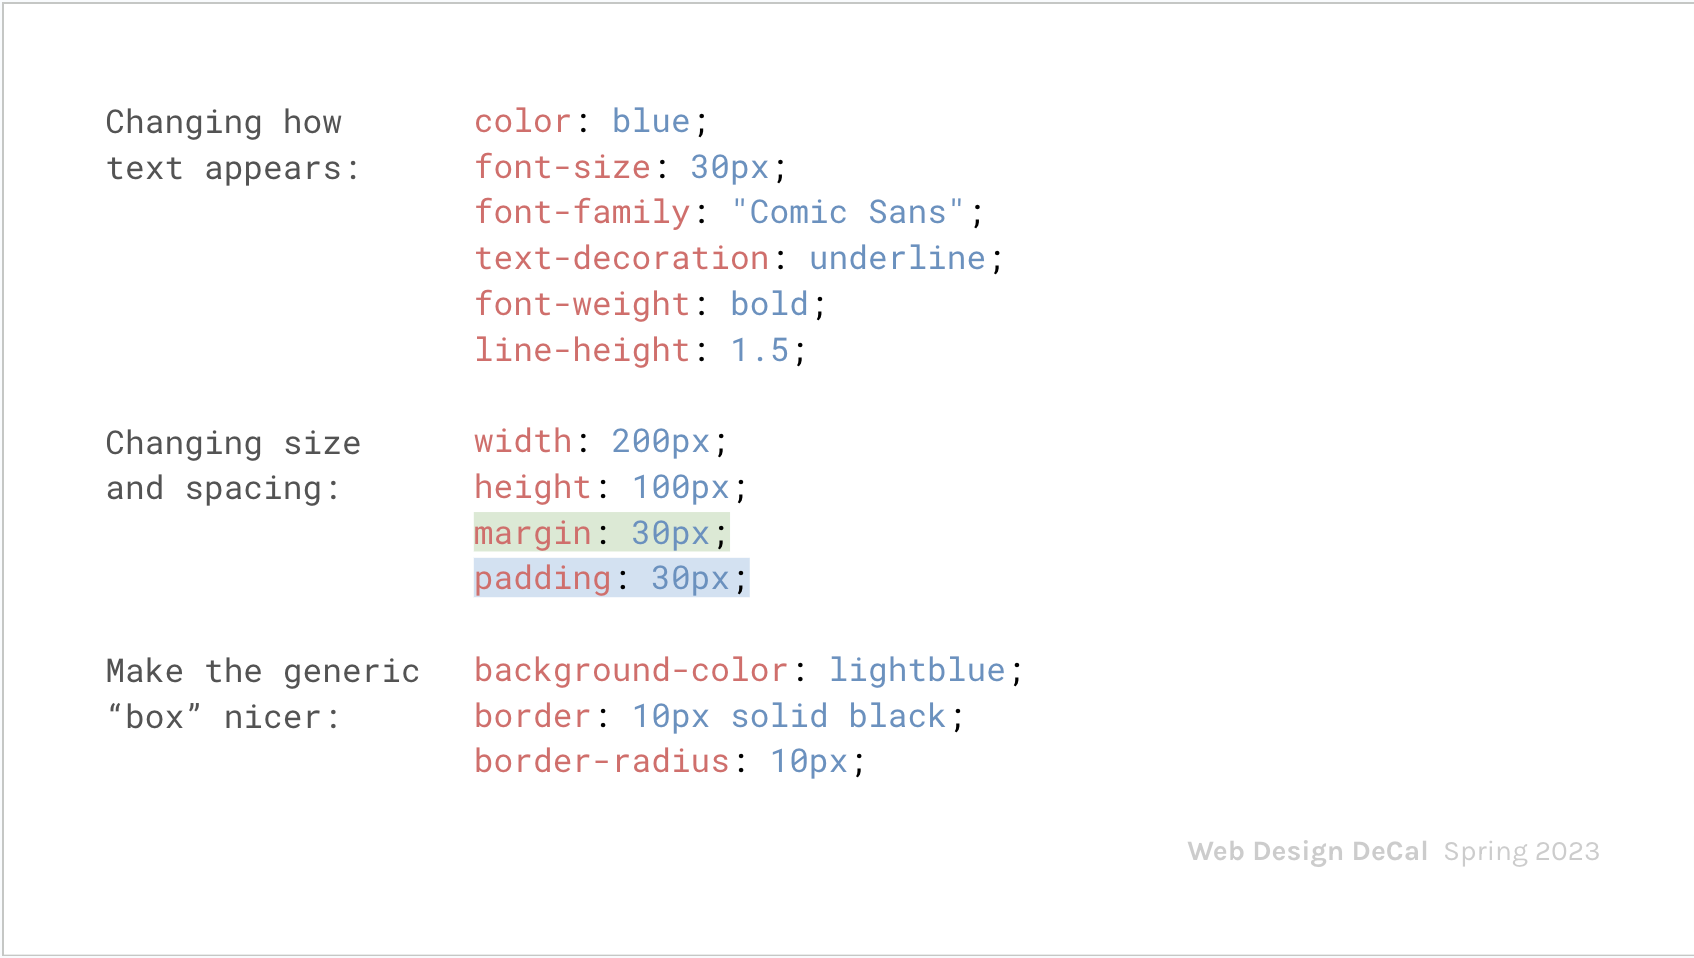 Changing how
text appears:
color: blue;
font-size: 30px;
font-family: "Comic Sans";
text-decoration: underline;
font-weight: bold;
line-height: 1.5;
Changing size
and spacing:
width: 200px;
height: 100px;
margin: 30px;
padding: 30px;
Make the generic
“box” nicer:
background-color: lightblue;
border: 10px solid black;
border-radius: 10px;
Web Design DeCal Spring 2023